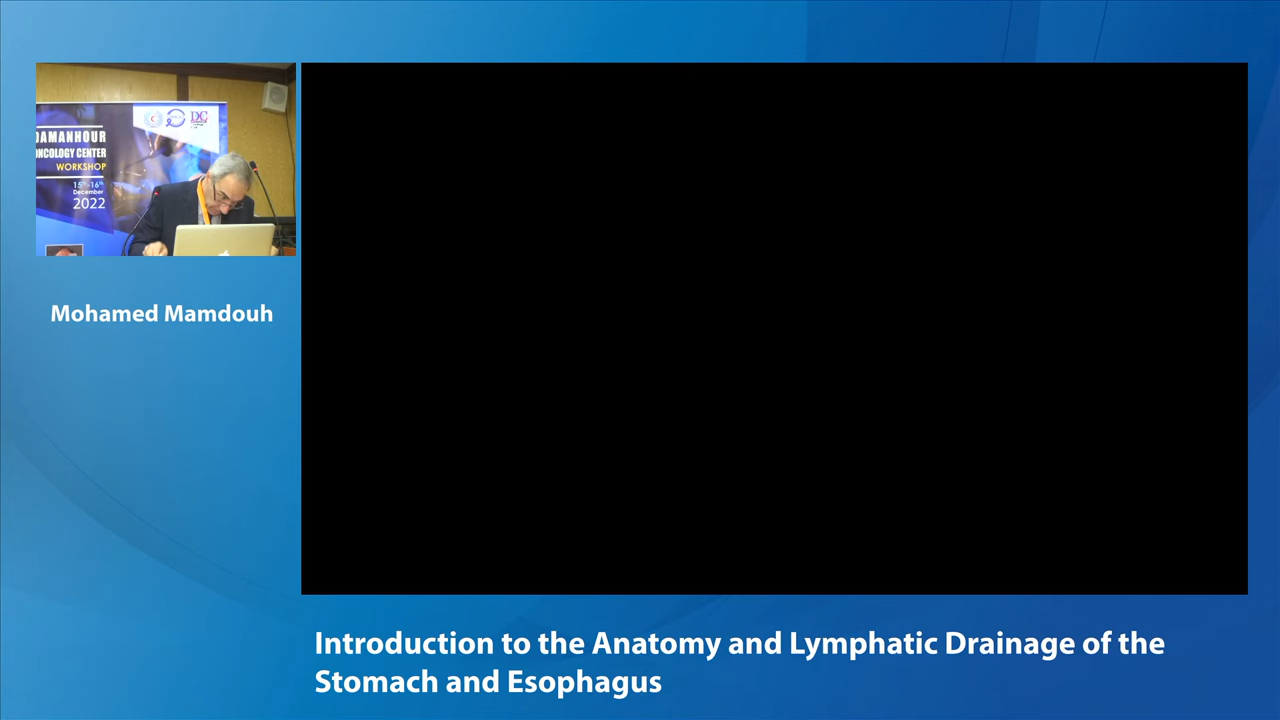 DAMANHOUR
ONCOLOGY CENTER
WORKSHOP
15th-16th
December
2022
DC
Mohamed Mamdouh
Introduction to the Anatomy and Lymphatic Drainage of the
Stomach and Esophagus